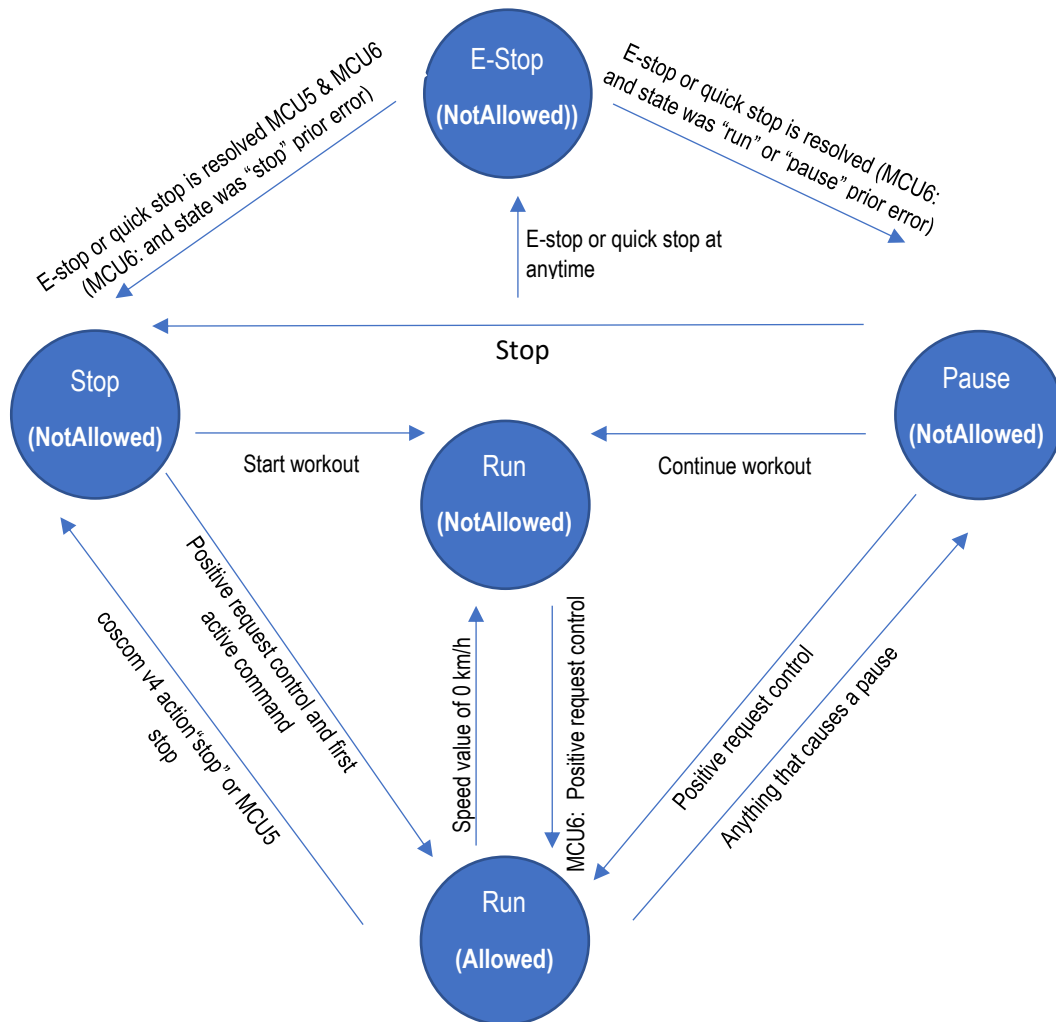 E-Stop
(NotAllowed))
E-stop or quick stop is resolved MCU5 & MCU6
(MCU6: and state was “stop” prior error)
E-stop or quick stop is resolved (MCU6:
and state was “run” or “pause” prior error)
E-stop or quick stop at
anytime
Stop
Stop
(NotAllowed)
Pause
(NotAllowed)
Start workout
Run
(NotAllowed)
Continue workout
Positive request control and first
active command
coscom v4 action“stop” or MCU5
stop
Speed value of 0 km/h
MCU6:  Positive request control
Positive request control
Anything that causes a pause
Run
(Allowed)